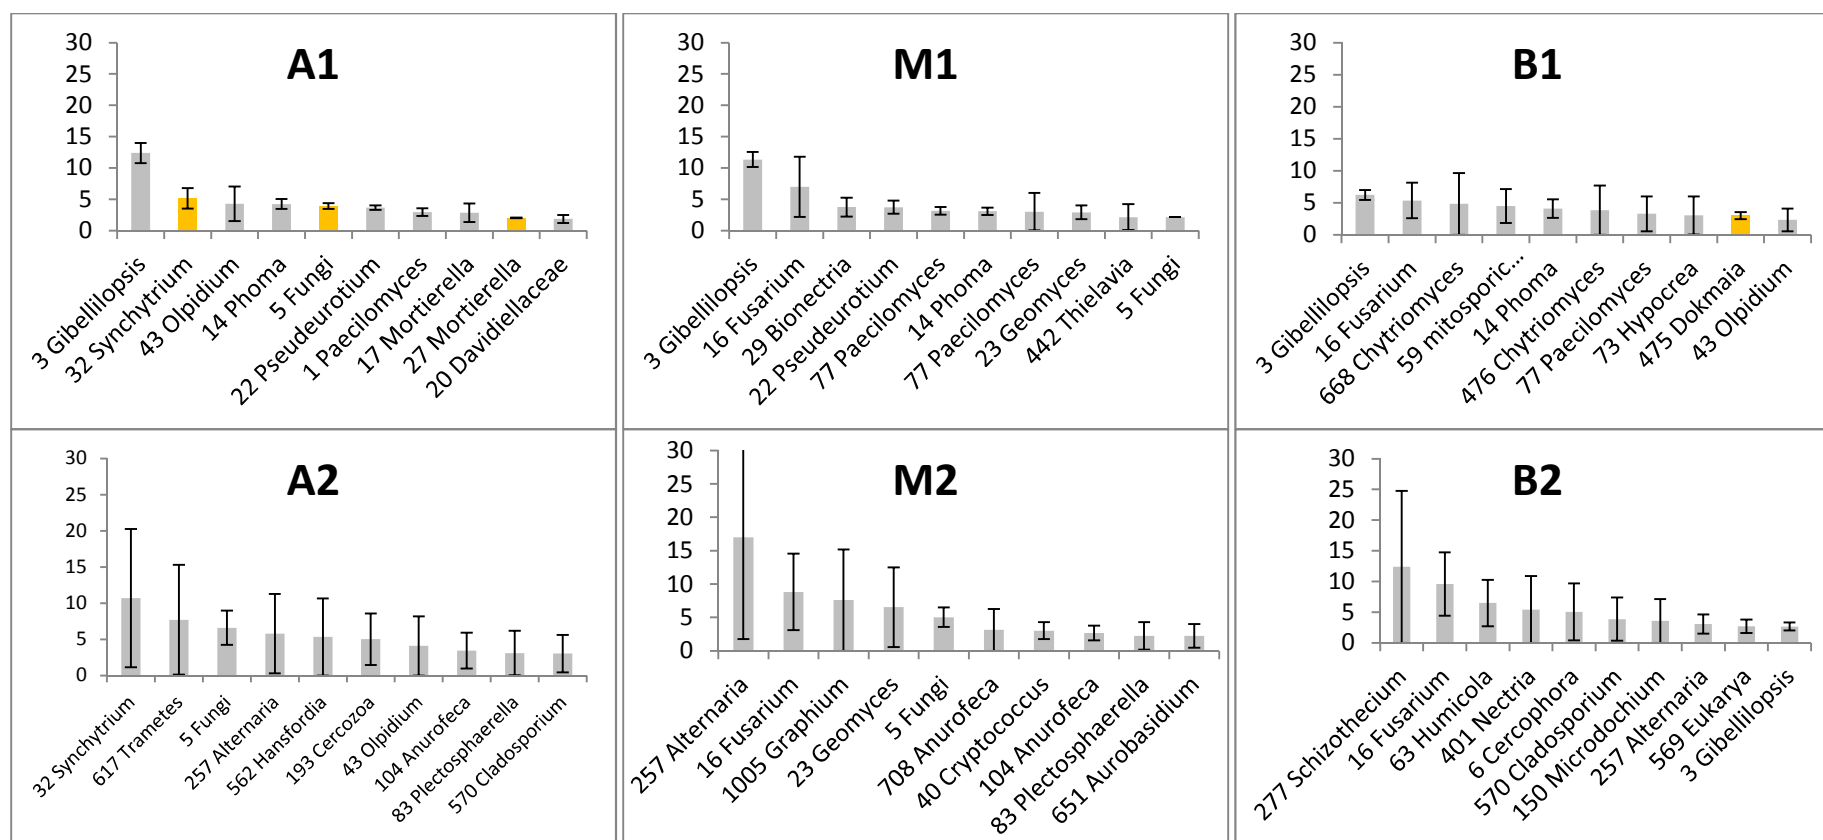 A1
30
25
20
15
10
5
0
3 Gibellilopsis
32 Synchytrium
43 Olpidium
14 Phoma
5 Fungi
22 Pseudeurotium
1 Paecilomyces
17 Mortierella
27 Mortierella
20 Davidiellaceae
M1
30
25
20
15
10
5
0
3 Gibellilopsis
16 Fusarium
29 Bionectria
22 Pseudeurotium
77 Paecilomyces
14 Phoma
77 Paecilomyces
23 Geomyces
442 Thielavia
5 Fungi
B1
30
25
20
15
10
5
0
3 Gibellilopsis
16 Fusarium
668 Chytriomyces
59 mitosporic...
14 Phoma
476 Chytriomyces
77 Paecilomyces
73 Hypocrea
475 Dokmaia
43 Olpidium
A2
30
25
20
15
10
5
0
32 Synchytrium
617 Trametes
5 Fungi
257 Alternaria
562 Hansfordia
193 Cercozoa
43 Olpidium
104 Anurofeca
83 Plectosphaerella
570 Cladosporium
M2
30
25
20
15
10
5
0
257 Alternaria
16 Fusarium
1005 Graphium
23 Geomyces
5 Fungi
708 Anurofeca
40 Cryptococcus
104 Anurofeca
83 Plectosphaerella
651 Aurobasidium
B2
30
25
20
15
10
5
0
277 Schizothecium
16 Fusarium
63 Humicola
401 Nectria
6 Cercophora
570 Cladosporium
150 Microdochium
257 Alternaria
569 Eukarya
3 Gibellilopsis